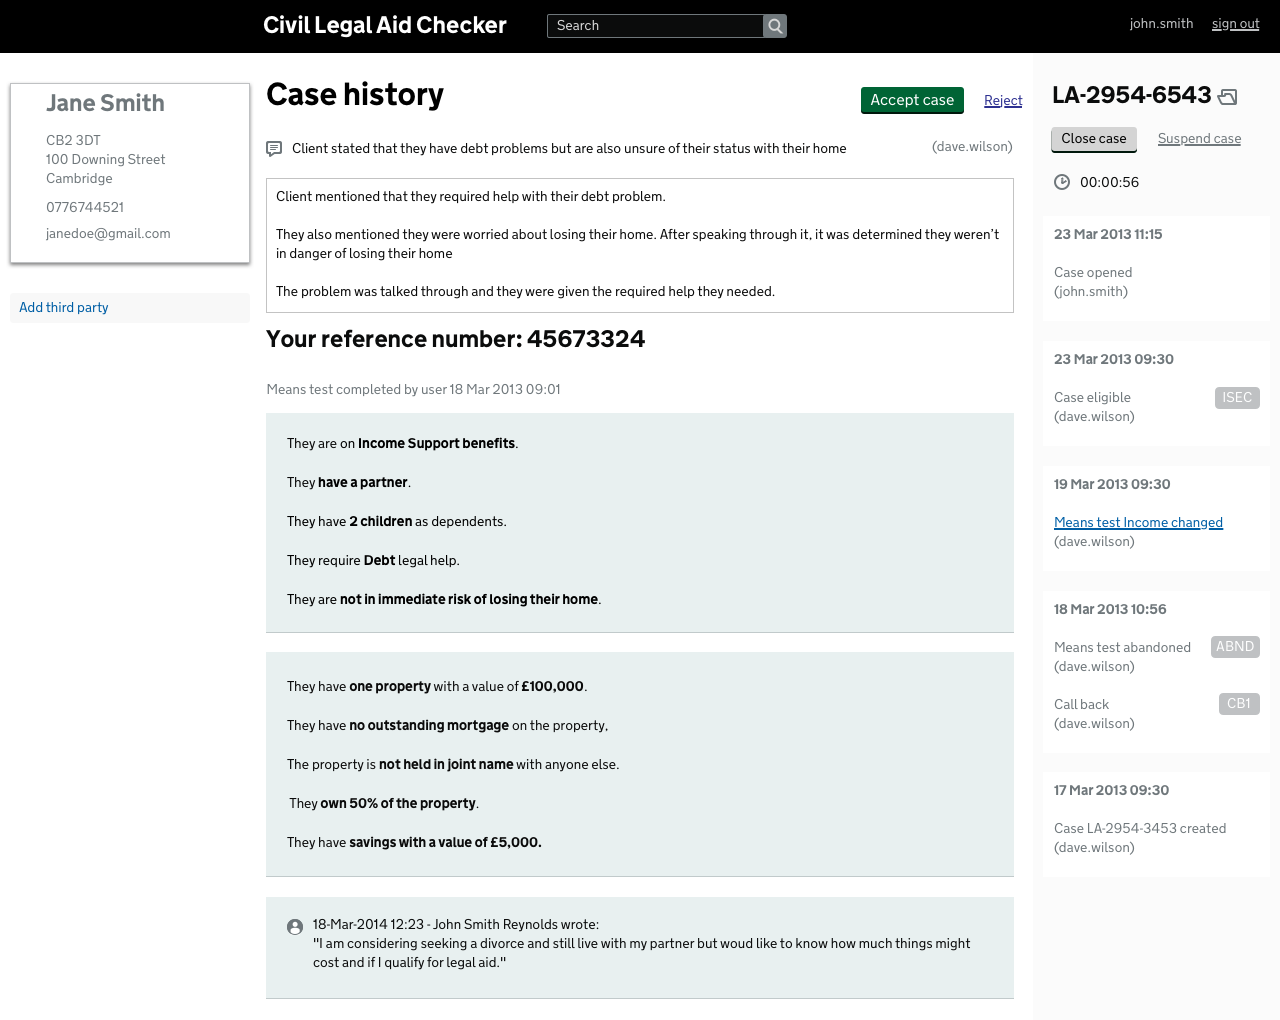 Civil Legal Aid Checker
Search
john.smith
sign out
Jane Smith
CB2 3DT
100 Downing Street
Cambridge
0776744521
janedoe@gmail.com
Add third party
Case history
Accept case
Reject
Client stated that they have debt problems but are also unsure of their status with their home
(dave.wilson)
Client mentioned that they required help with their debt problem.
They also mentioned they were worried about losing their home. After speaking through it, it was determined they weren't
in danger of losing their home
The problem was talked through and they were given the required help they needed.
Your reference number: 45673324
Means test completed by user 18 Mar 2013 09:01
They are on Income Support benefits.
They have a partner.
They have 2 children as dependents.
They require Debt legal help.
They are not in immediate risk of losing their home.
They have one property with a value of £100,000.
They have no outstanding mortgage on the property,
The property is not held in joint name with anyone else.
They own 50% of the property.
They have savings with a value of £5,000.
18-Mar-2014 12:23 - John Smith Reynolds wrote:
"I am considering seeking a divorce and still live with my partner but woud like to know how much things might
cost and if I qualify for legal aid."
LA-2954-6543
Close case
Suspend case
00:00:56
23 Mar 2013 11:15
Case opened
(john.smith)
23 Mar 2013 09:30
Case eligible
ISEC
(dave.wilson)
19 Mar 2013 09:30
Means test Income changed
(dave.wilson)
18 Mar 2013 10:56
Means test abandoned
ABND
(dave.wilson)
Call back
CB1
(dave.wilson)
17 Mar 2013 09:30
Case LA-2954-3453 created
(dave.wilson)